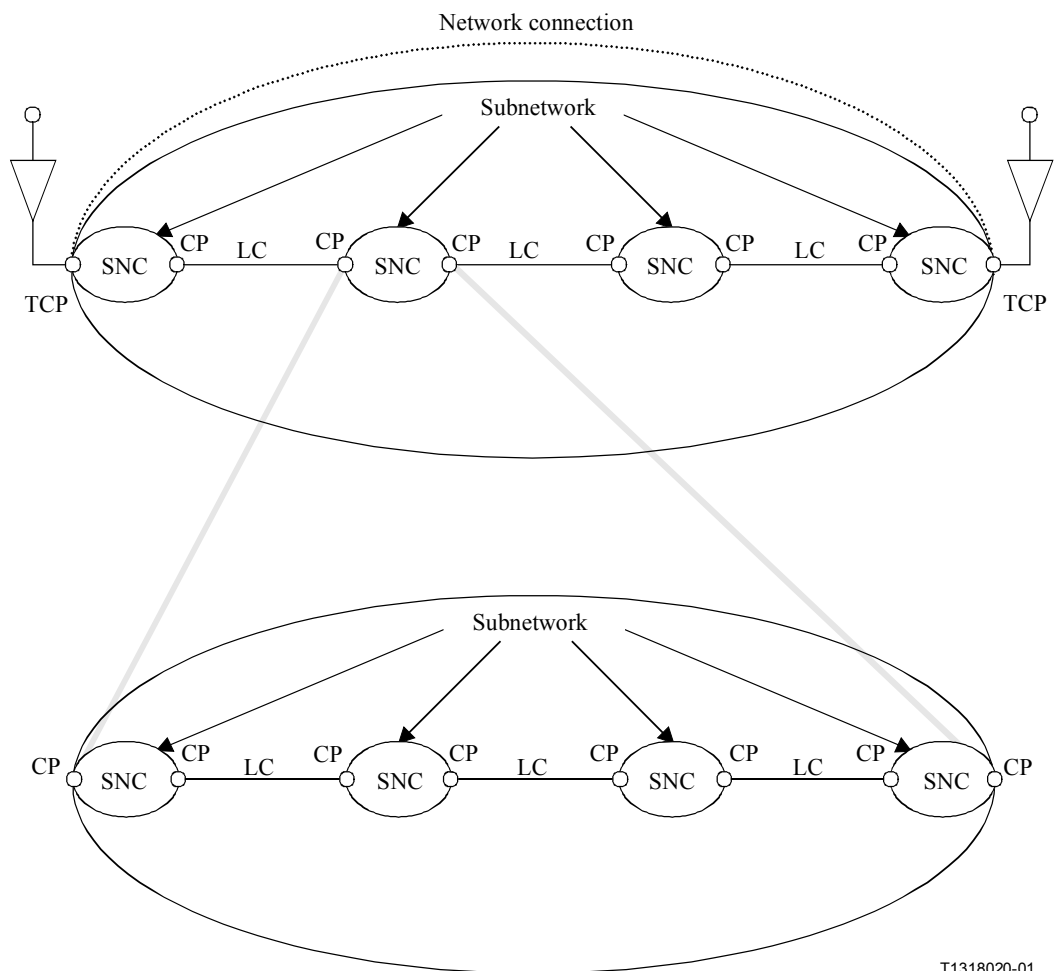 Network connection
Subnetwork
CP LC CP CP LC CP CP LC CP
SNC SNC SNC SNC
TCP TCP
Subnetwork
CP CP LC CP CP LC CP CP LC CP CP
SNC SNC SNC SNC
T1318020-01